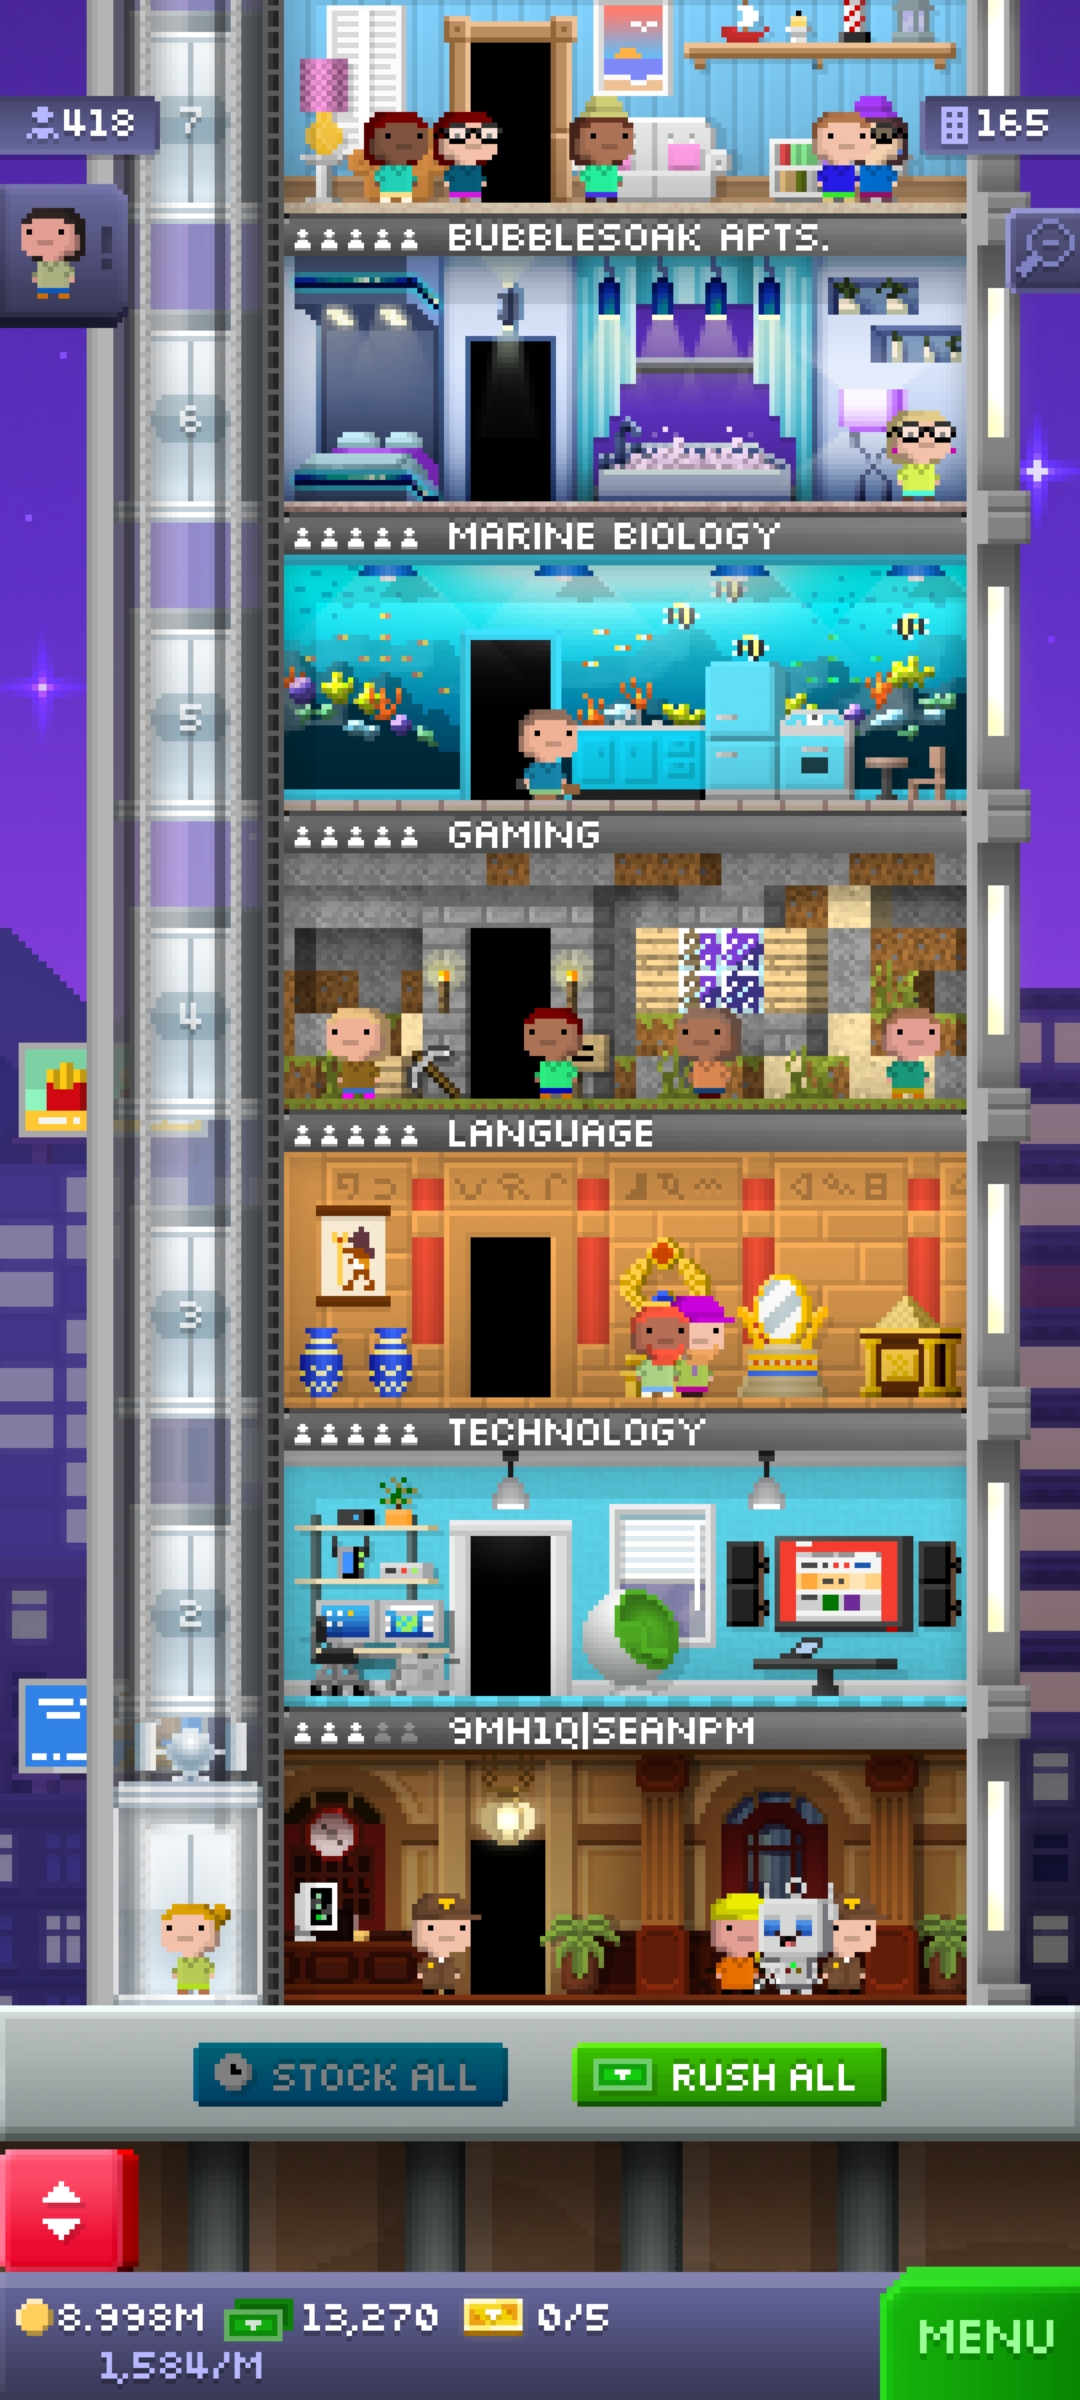 418
7
165
!
BUBBLESOAK APTS.
6
MARINE BIOLOGY
5
GAMING
4
LANGUAGE
3
TECHNOLOGY
2
9MH1Q|SEANPM
STOCK ALL
RUSH ALL
8.998M
13,270
0/5
1,584/M
MENU